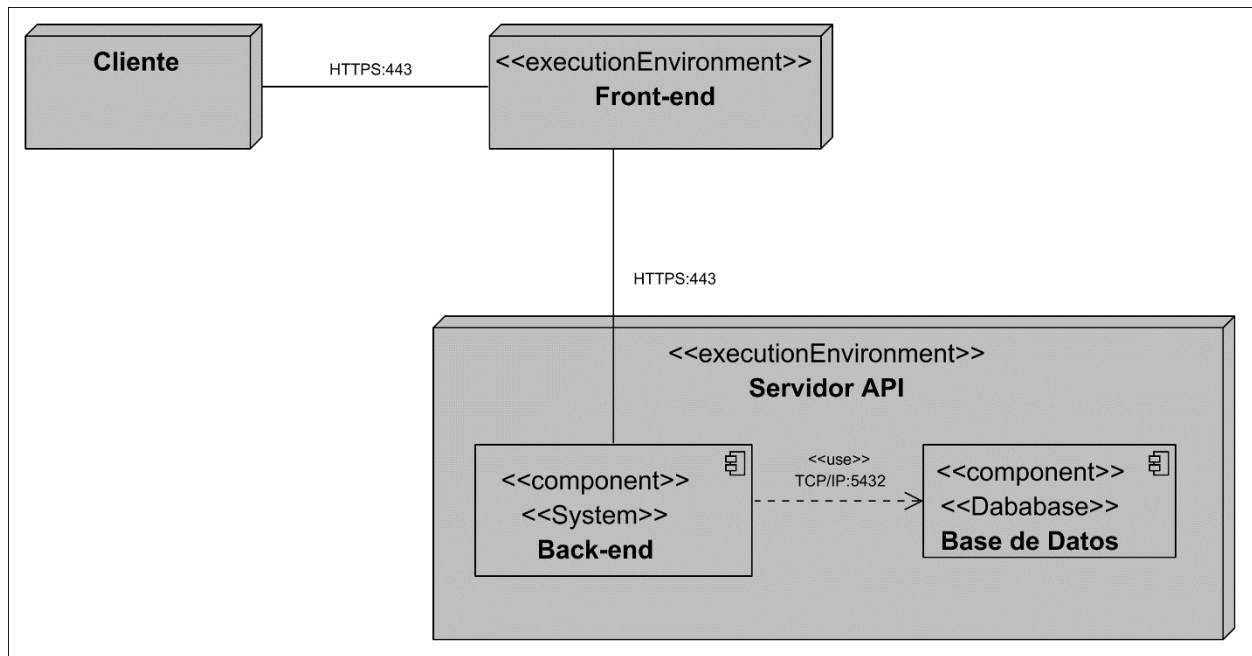 Cliente
HTTPS:443
<<executionEnvironment>>
Front-end
HTTPS:443
<<executionEnvironment>>
Servidor API
<<component>>
<<System>>
Back-end
<<use>>
TCP/IP:5432
<<component>>
<<Dababase>>
Base de Datos